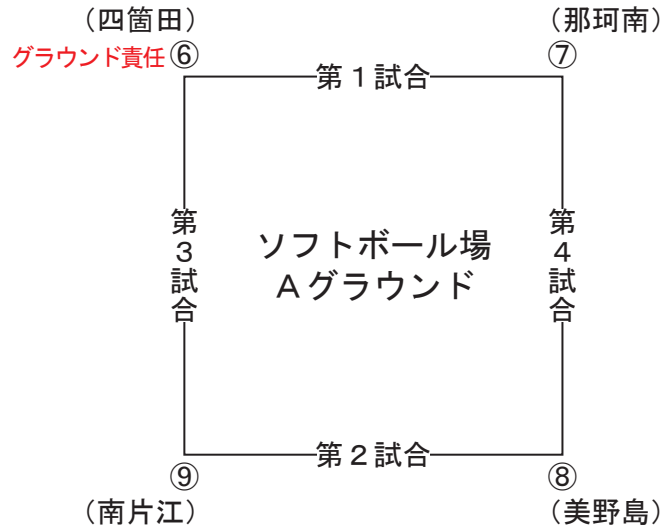 （四箇田）
（那珂南）
グラウンド責任⑥
⑦
第１試合
第３試合
ソフトボール場
Ａグラウンド
第４試合
第２試合
⑨
⑧
（南片江）
（美野島）